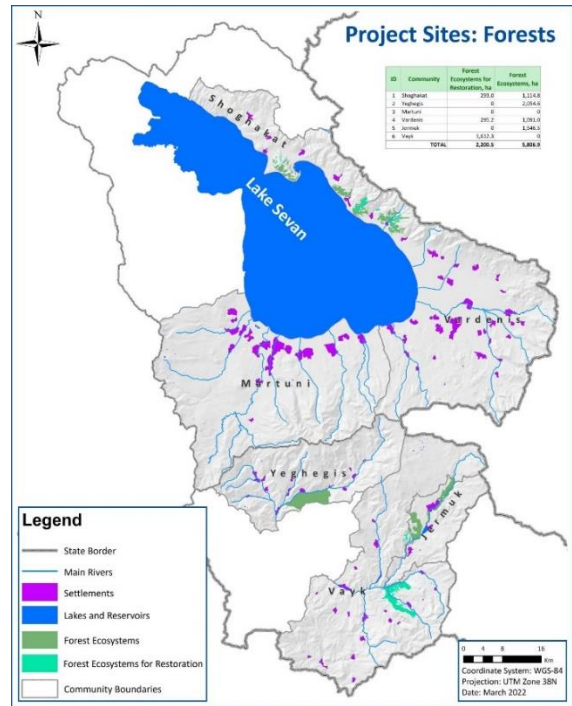 N
Project Sites: Forests
ID Community Forest Ecosystems for Restoration, ha Forest Ecosystems, ha
1 Shoghakat 293.0 1,114.8
2 Yeghegis 0 2,054.6
3 Martuni 0 0
4 Vardenis 295.2 1,091.0
5 Jermuk 0 1,546.5
6 Vayk 1,612.3 0
TOTAL 2,200.5 5,806.9
Shoghakat
Lake Sevan
Vardenis
Martuni
Yeghegis
Jermuk
Vayk
Legend
State Border
Main Rivers
Settlements
Lakes and Reservoirs
Forest Ecosystems
Forest Ecosystems for Restoration
Community Boundaries
0 4 8 16
Km
Coordinate System: WGS-84
Projection: UTM Zone 38N
Date: March 2022